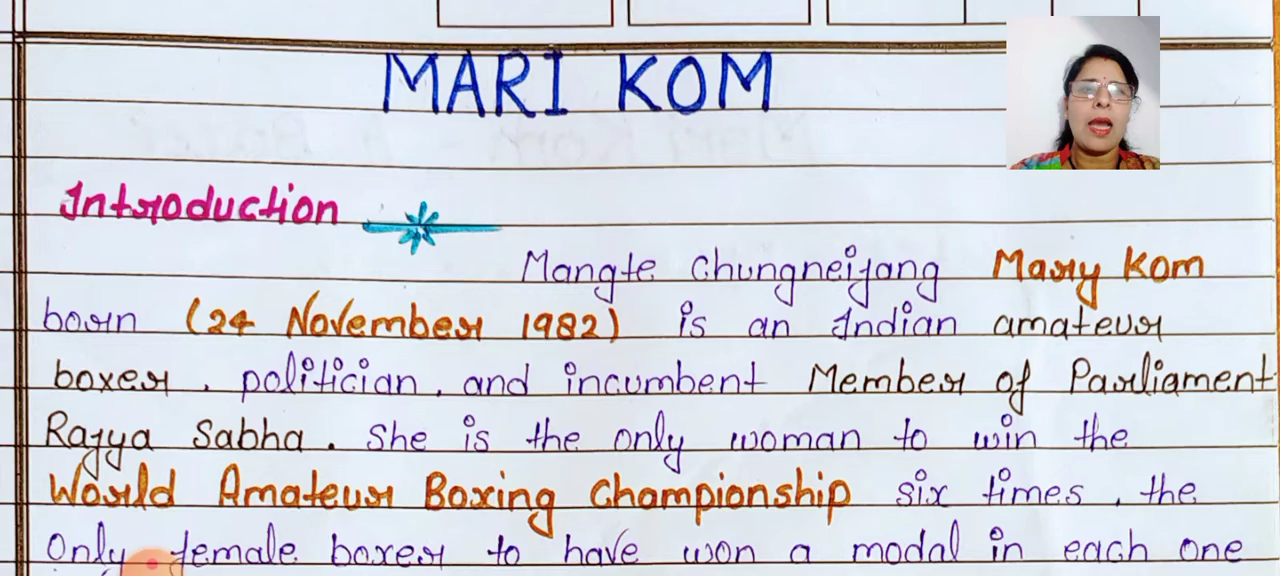 MARI KOM
Introduction
Mangte Chungneijang Mary Kom
born (24 November 1982) is an Indian amateur
boxer, politician, and incumbent Member of Parliament
Rajya Sabha. She is the only woman to win the
World Amateur Boxing Championship six times, the
Only female boxer to have won a modal in each one